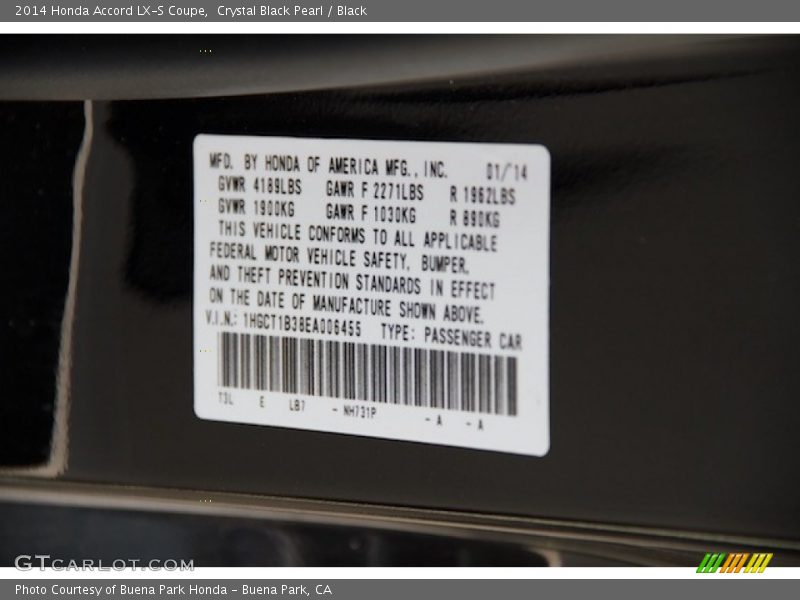 2014 Honda Accord LX-S Coupe,  Crystal Black Pearl / Black
MFD. BY HONDA OF AMERICA MFG., INC. 01/14
GVWR 4189LBS GAWR F 2271LBS R 1962LBS
GVWR 1900KG GAWR F 1030KG R 890KG
THIS VEHICLE CONFORMS TO ALL APPLICABLE
FEDERAL MOTOR VEHICLE SAFETY, BUMPER,
AND THEFT PREVENTION STANDARDS IN EFFECT
ON THE DATE OF MANUFACTURE SHOWN ABOVE.
V.I.N.: 1HGCT1B38EA006455 TYPE: PASSENGER CAR
T3L E LB7 - NH731P - A - A
GTCARLOT.COM
Photo Courtesy of Buena Park Honda – Buena Park, CA